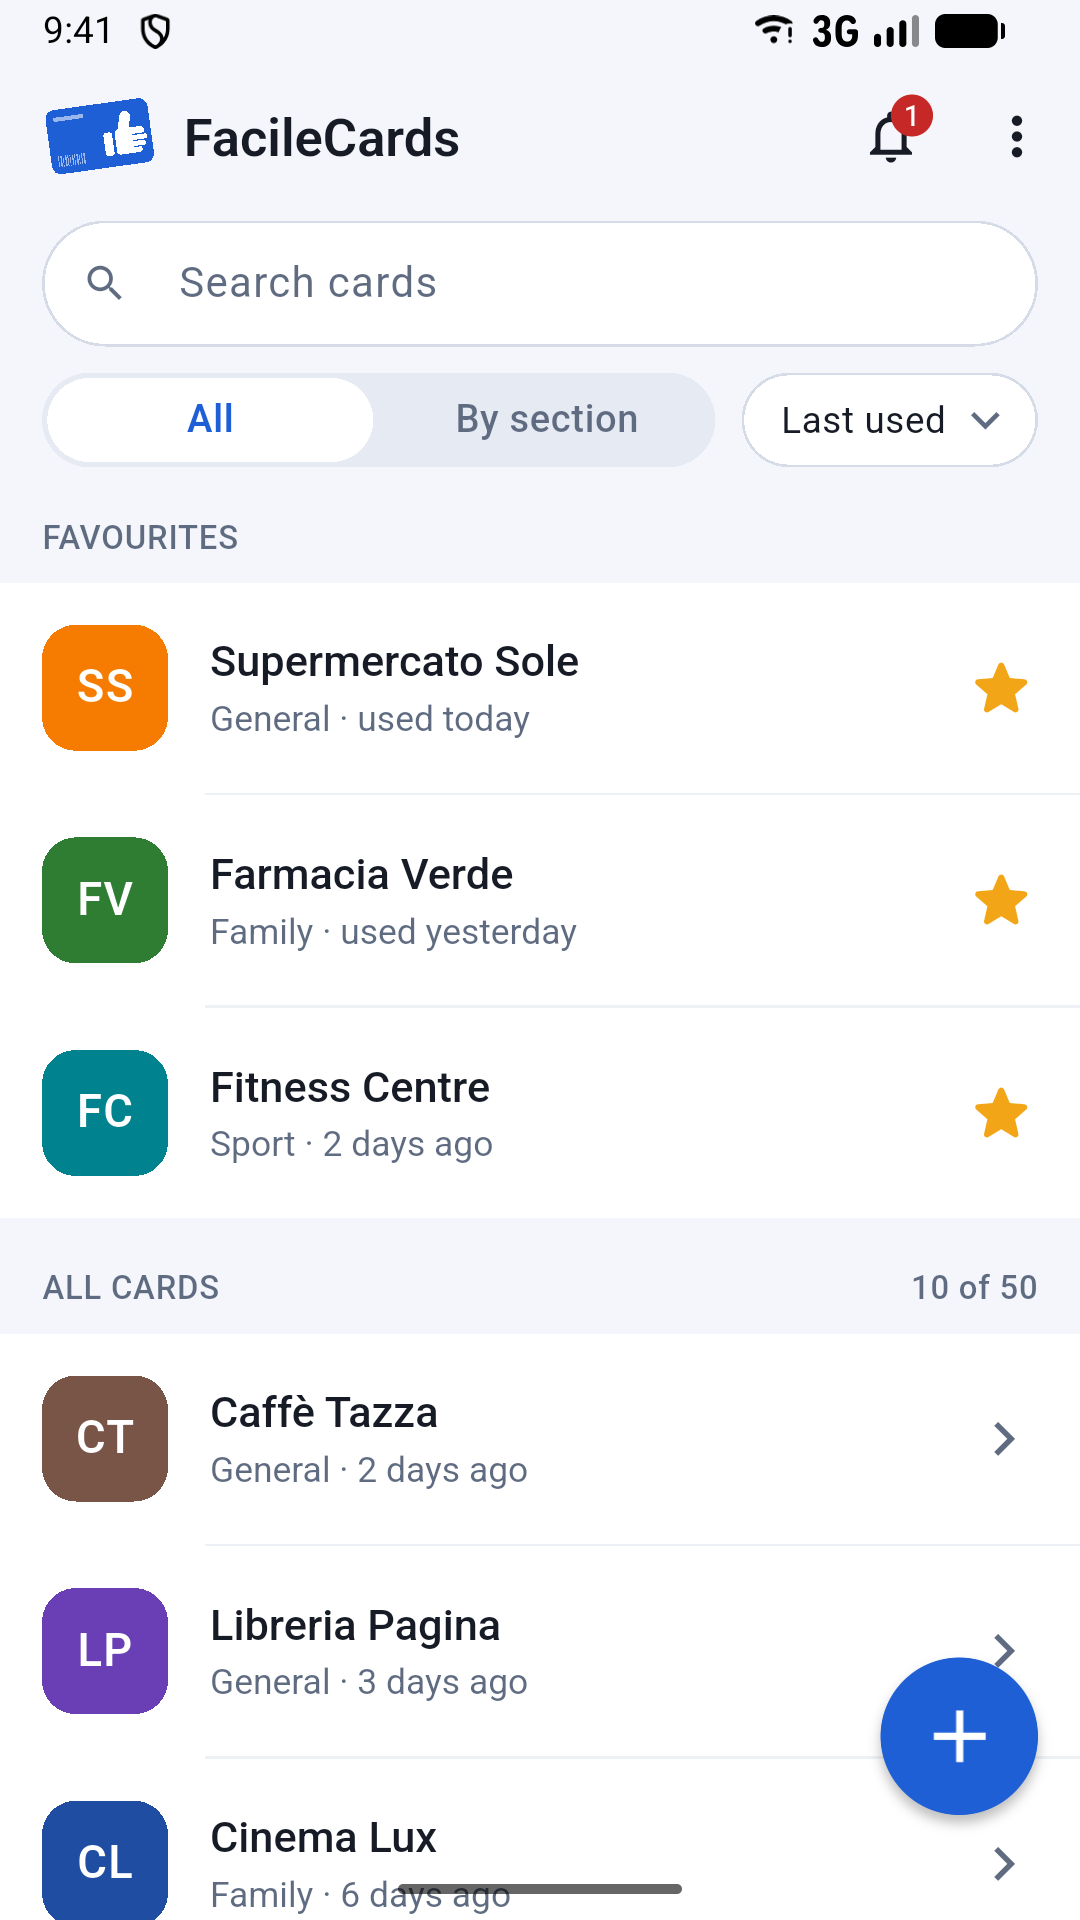 9:41
3G
FacileCards
1
Search cards
All
By section
Last used
FAVOURITES
SS
Supermercato Sole
General · used today
FV
Farmacia Verde
Family · used yesterday
FC
Fitness Centre
Sport · 2 days ago
ALL CARDS
10 of 50
CT
Caffè Tazza
General · 2 days ago
LP
Libreria Pagina
General · 3 days ago
CL
Cinema Lux
Family · 6 days ago